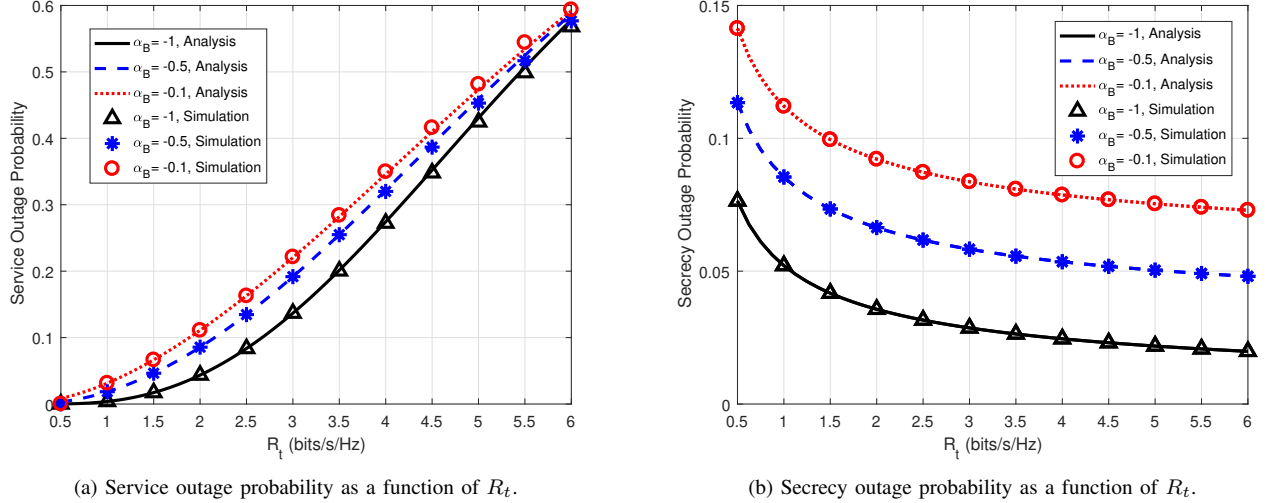 0.6
0.5
0.4
0.3
0.2
0.1
0
Service Outage Probability
α_B= -1, Analysis
α_B= -0.5, Analysis
α_B= -0.1, Analysis
α_B= -1, Simulation
α_B= -0.5, Simulation
α_B= -0.1, Simulation
0.5 1 1.5 2 2.5 3 3.5 4 4.5 5 5.5 6
R_t (bits/s/Hz)
(a) Service outage probability as a function of R_t.
0.15
0.1
0.05
0
Secrecy Outage Probability
α_B= -1, Analysis
α_B= -0.5, Analysis
α_B= -0.1, Analysis
α_B= -1, Simulation
α_B= -0.5, Simulation
α_B= -0.1, Simulation
0.5 1 1.5 2 2.5 3 3.5 4 4.5 5 5.5 6
R_t (bits/s/Hz)
(b) Secrecy outage probability as a function of R_t.